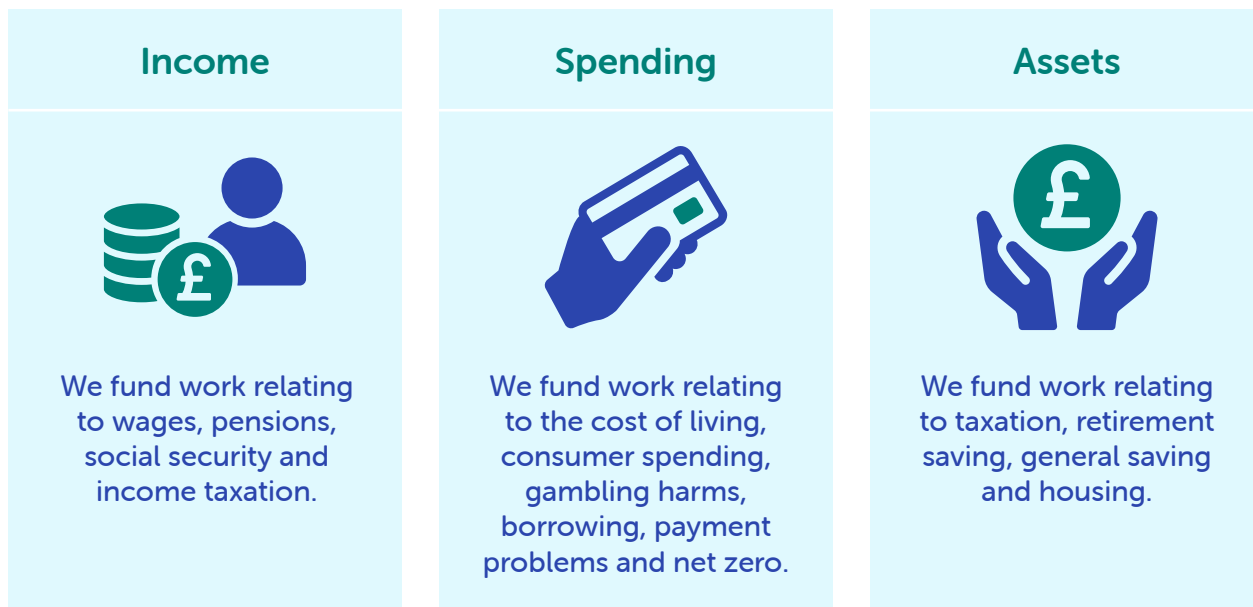 Income
£
We fund work relating
to wages, pensions,
social security and
income taxation.
Spending
We fund work relating
to the cost of living,
consumer spending,
gambling harms,
borrowing, payment
problems and net zero.
Assets
£
We fund work relating
to taxation, retirement
saving, general saving
and housing.